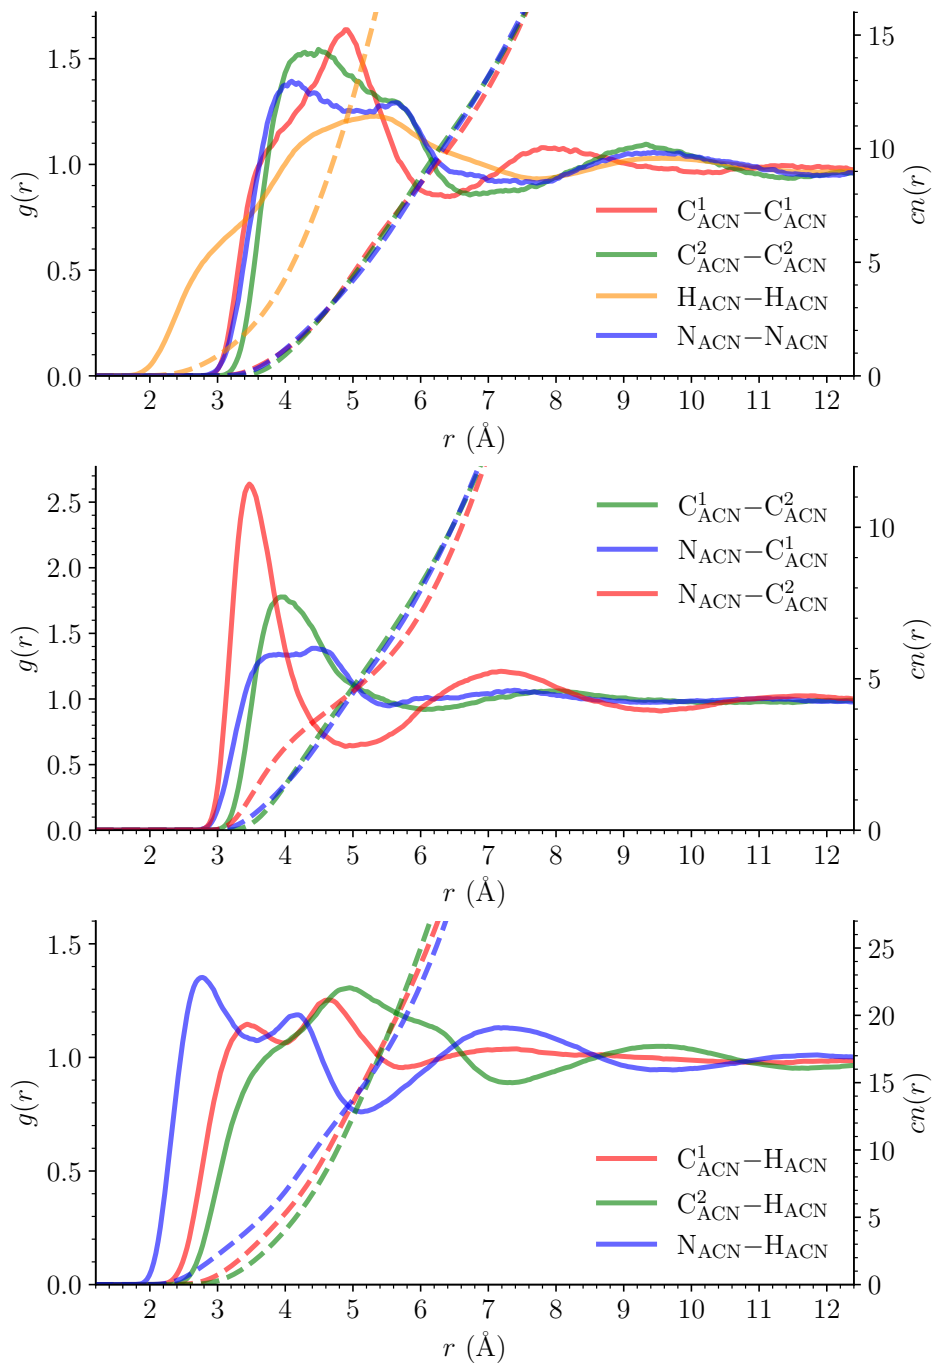 1.5
1.0
0.5
0.0
g(r)
15
10
5
0
cn(r)
C¹ACN−C¹ACN
C²ACN−C²ACN
HACN−HACN
NACN−NACN
2 3 4 5 6 7 8 9 10 11 12
r (Å)
2.5
2.0
1.5
1.0
0.5
0.0
g(r)
10
5
0
cn(r)
C¹ACN−C²ACN
NACN−C¹ACN
NACN−C²ACN
2 3 4 5 6 7 8 9 10 11 12
r (Å)
1.5
1.0
0.5
0.0
g(r)
25
20
15
10
5
0
cn(r)
C¹ACN−HACN
C²ACN−HACN
NACN−HACN
2 3 4 5 6 7 8 9 10 11 12
r (Å)